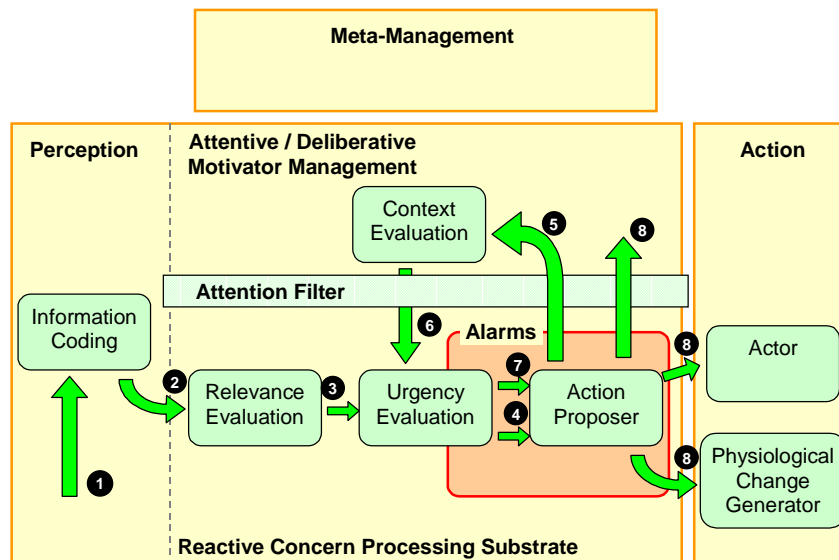 Meta-Management
Perception
Attentive / Deliberative
Motivator Management
Action
Context
Evaluation
5
8
Attention Filter
Information
Coding
6
Alarms
8
Actor
2
Relevance
Evaluation
3
Urgency
Evaluation
7
4
Action
Proposer
8
Physiological
Change
Generator
1
Reactive Concern Processing Substrate